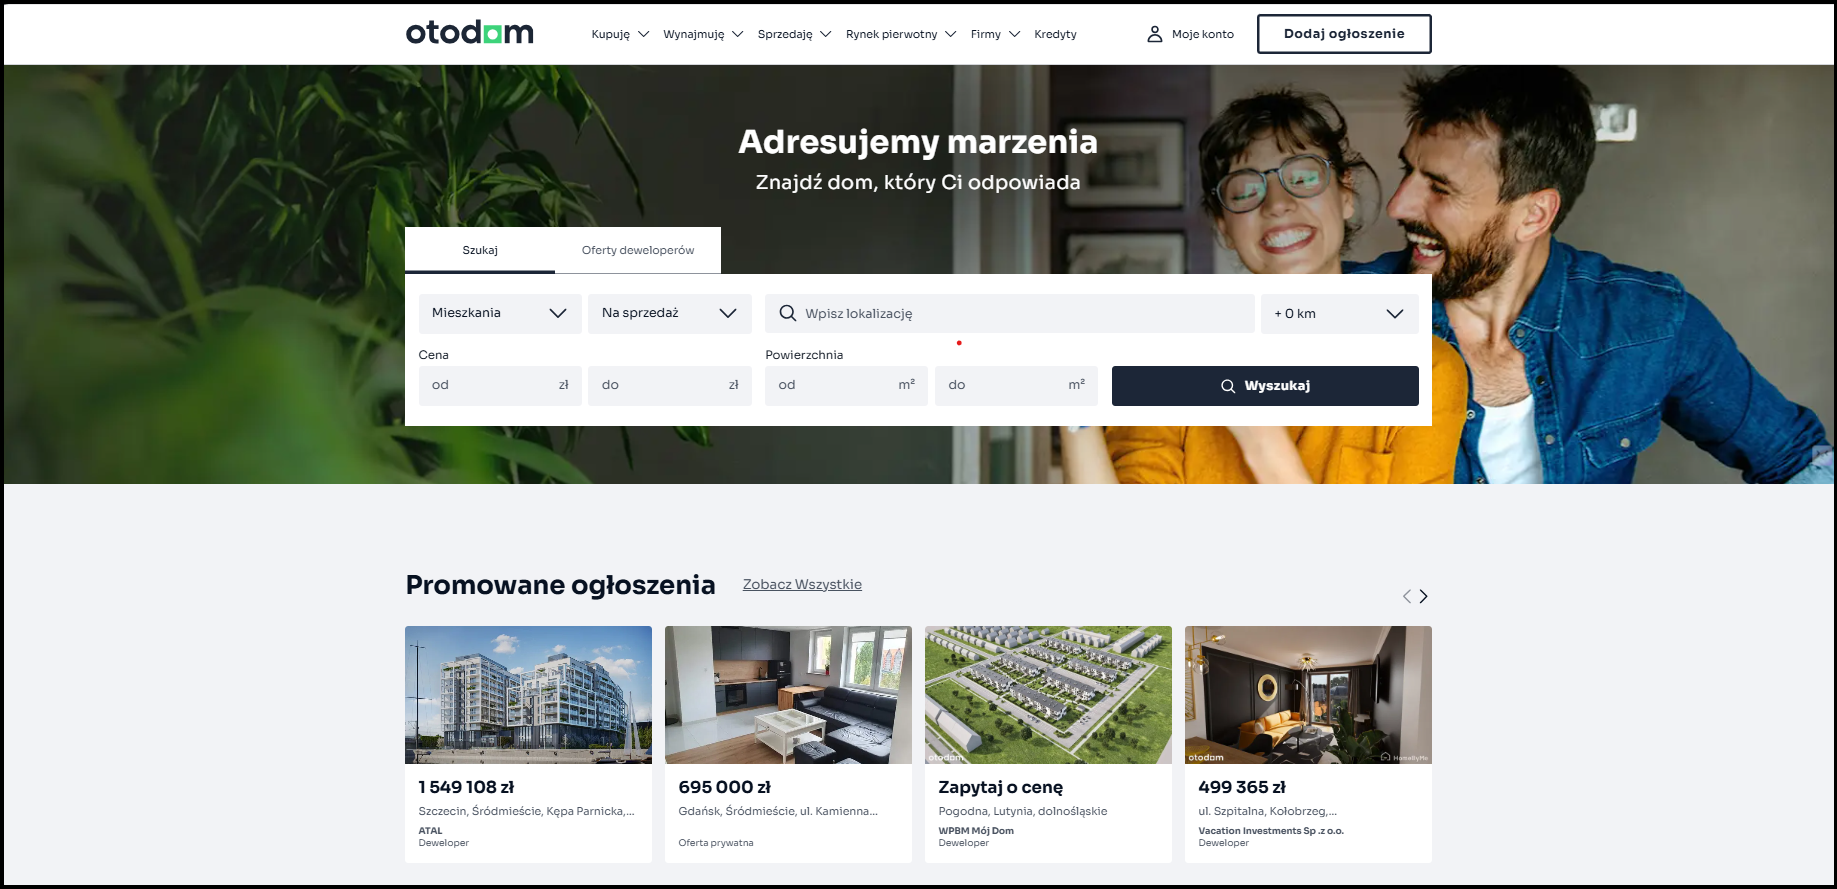 otodom
Kupuję
Wynajmuję
Sprzedaję
Rynek pierwotny
Firmy
Kredyty
Moje konto
Dodaj ogłoszenie
Adresujemy marzenia
Znajdź dom, który Ci odpowiada
Szukaj
Oferty deweloperów
Mieszkania
Na sprzedaż
Wpisz lokalizację
+ 0 km
Cena
Powierzchnia
od zł
do zł
od m²
do m²
Wyszukaj
Promowane ogłoszenia
Zobacz Wszystkie
otodom
otodom
HomeByMe
1 549 108 zł
Szczecin, Śródmieście, Kępa Parnicka,...
ATAL
Deweloper
695 000 zł
Gdańsk, Śródmieście, ul. Kamienna...
Oferta prywatna
Zapytaj o cenę
Pogodna, Lutynia, dolnośląskie
WPBM Mój Dom
Deweloper
499 365 zł
ul. Szpitalna, Kołobrzeg,...
Vacation Investments Sp .z o.o.
Deweloper